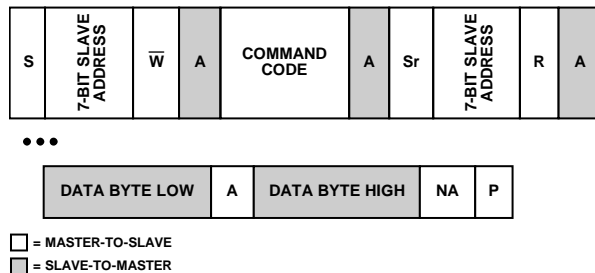 S 7-BIT SLAVE ADDRESS W̅ A COMMAND CODE A Sr 7-BIT SLAVE ADDRESS R A
•••
DATA BYTE LOW A DATA BYTE HIGH NA P
= MASTER-TO-SLAVE
= SLAVE-TO-MASTER